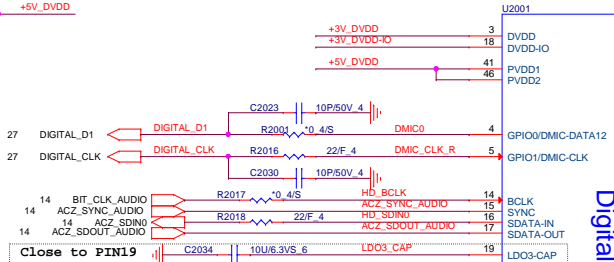 +5V_DVDD
U2001
+3V_DVDD 3 DVDD
+3V_DVDD-IO 18 DVDD-IO
+5V_DVDD 41 PVDD1
46 PVDD2
C2023 10P/50V_4
27 DIGITAL_D1 DIGITAL_D1 R2001 *0_4/S DMIC0 4 GPIO0/DMIC-DATA12
27 DIGITAL_CLK DIGITAL_CLK R2016 22/F_4 DMIC_CLK_R 5 GPIO1/DMIC-CLK
C2030 10P/50V_4
14 BIT_CLK_AUDIO R2017 *0_4/S HD_BCLK 14 BCLK
14 ACZ_SYNC_AUDIO ACZ_SYNC_AUDIO 15 SYNC
14 ACZ_SDIN0 R2018 22/F_4 HD_SDIN0 16 SDATA-IN
14 ACZ_SDOUT_AUDIO ACZ_SDOUT_AUDIO 17 SDATA-OUT
Close to PIN19 C2034 10U/6.3VS_6 LDO3_CAP 19 LDO3-CAP
Digital